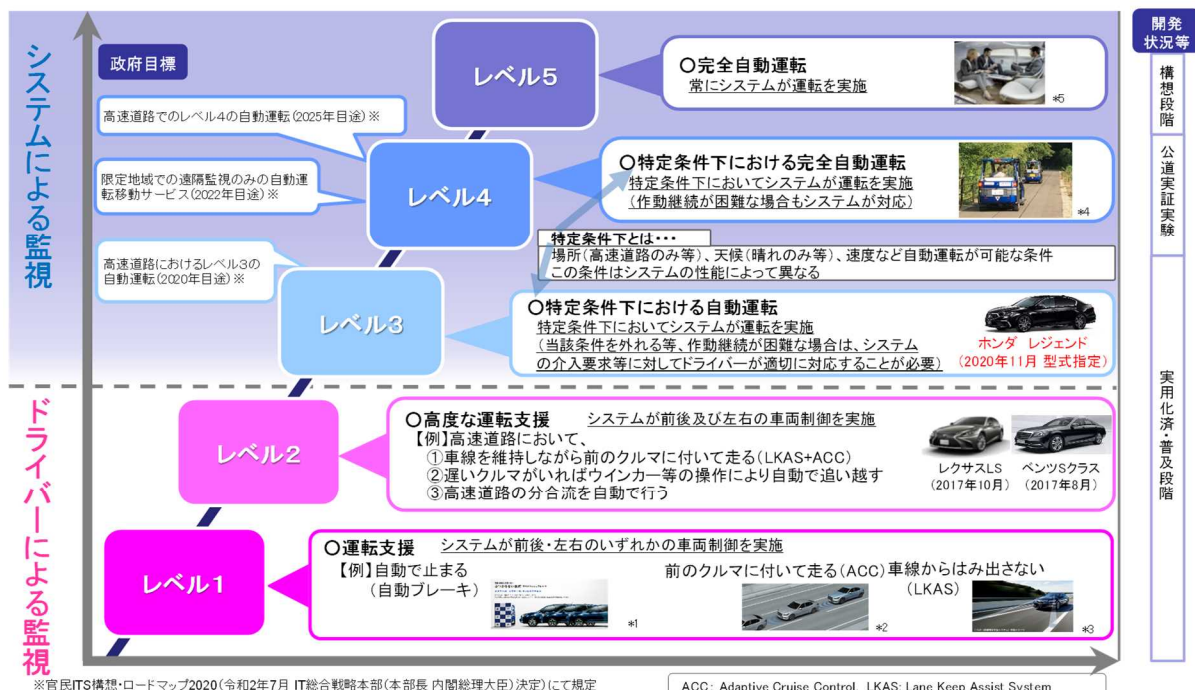 開発
状況等
政府目標
システムによる監視
レベル5
〇完全自動運転
常にシステムが運転を実施
*5
構想段階
高速道路でのレベル4の自動運転(2025年目途)※
レベル4
〇特定条件下における完全自動運転
特定条件下においてシステムが運転を実施
(作動継続が困難な場合もシステムが対応)
*4
公道実証実験
限定地域での遠隔監視のみの自動運
転移動サービス(2022年目途)※
特定条件下とは・・・
場所(高速道路のみ等)、天候(晴れのみ等)、速度など自動運転が可能な条件
この条件はシステムの性能によって異なる
高速道路におけるレベル3の
自動運転(2020年目途)※
レベル3
〇特定条件下における自動運転
特定条件下においてシステムが運転を実施
(当該条件を外れる等、作動継続が困難な場合は、システム
の介入要求等に対してドライバーが適切に対応することが必要)
ホンダ レジェンド
(2020年11月 型式指定)
実用化済・普及段階
ドライバーによる監視
レベル2
〇高度な運転支援 システムが前後及び左右の車両制御を実施
【例】高速道路において、
①車線を維持しながら前のクルマに付いて走る(LKAS+ACC)
②遅いクルマがいればウインカー等の操作により自動で追い越す
③高速道路の分合流を自動で行う
レクサスLS
(2017年10月)
ベンツSクラス
(2017年8月)
レベル1
〇運転支援 システムが前後・左右のいずれかの車両制御を実施
【例】自動で止まる
(自動ブレーキ)
*1
前のクルマに付いて走る(ACC)
*2
車線からはみ出さない
(LKAS)
*3
※官民ITS構想・ロードマップ2020(令和2年7月 IT総合戦略本部(本部長 内閣総理大臣)決定)にて規定
ACC: Adaptive Cruise Control, LKAS: Lane Keep Assist System